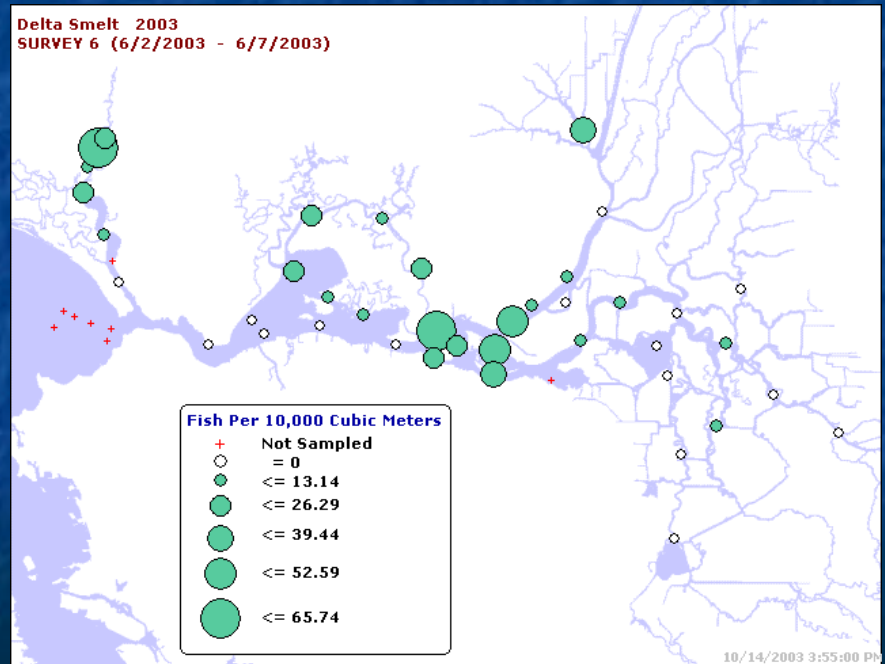 Delta Smelt 2003
SURVEY 6 (6/2/2003 - 6/7/2003)
Fish Per 10,000 Cubic Meters
Not Sampled
= 0
<= 13.14
<= 26.29
<= 39.44
<= 52.59
<= 65.74
10/14/2003 3:55:00 PM